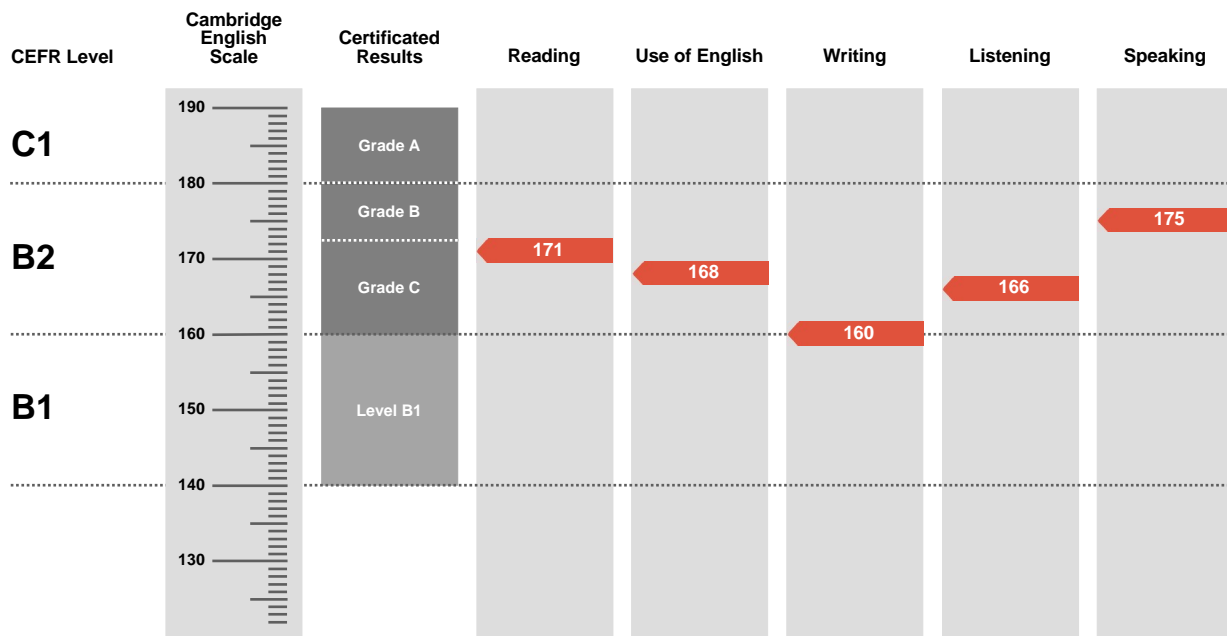 CEFR Level
Cambridge
English
Scale
Certificated
Results
Reading
Use of English
Writing
Listening
Speaking
190
C1
Grade A
180
Grade B
175
171
B2
170
168
Grade C
166
160
160
B1
150
Level B1
140
130